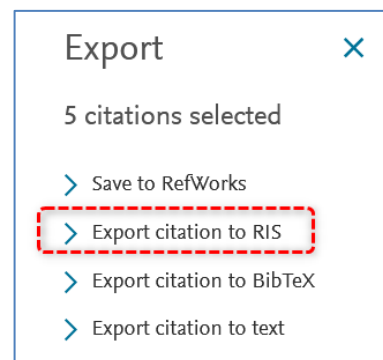 Export
5 citations selected
Save to RefWorks
Export citation to RIS
Export citation to BibTeX
Export citation to text